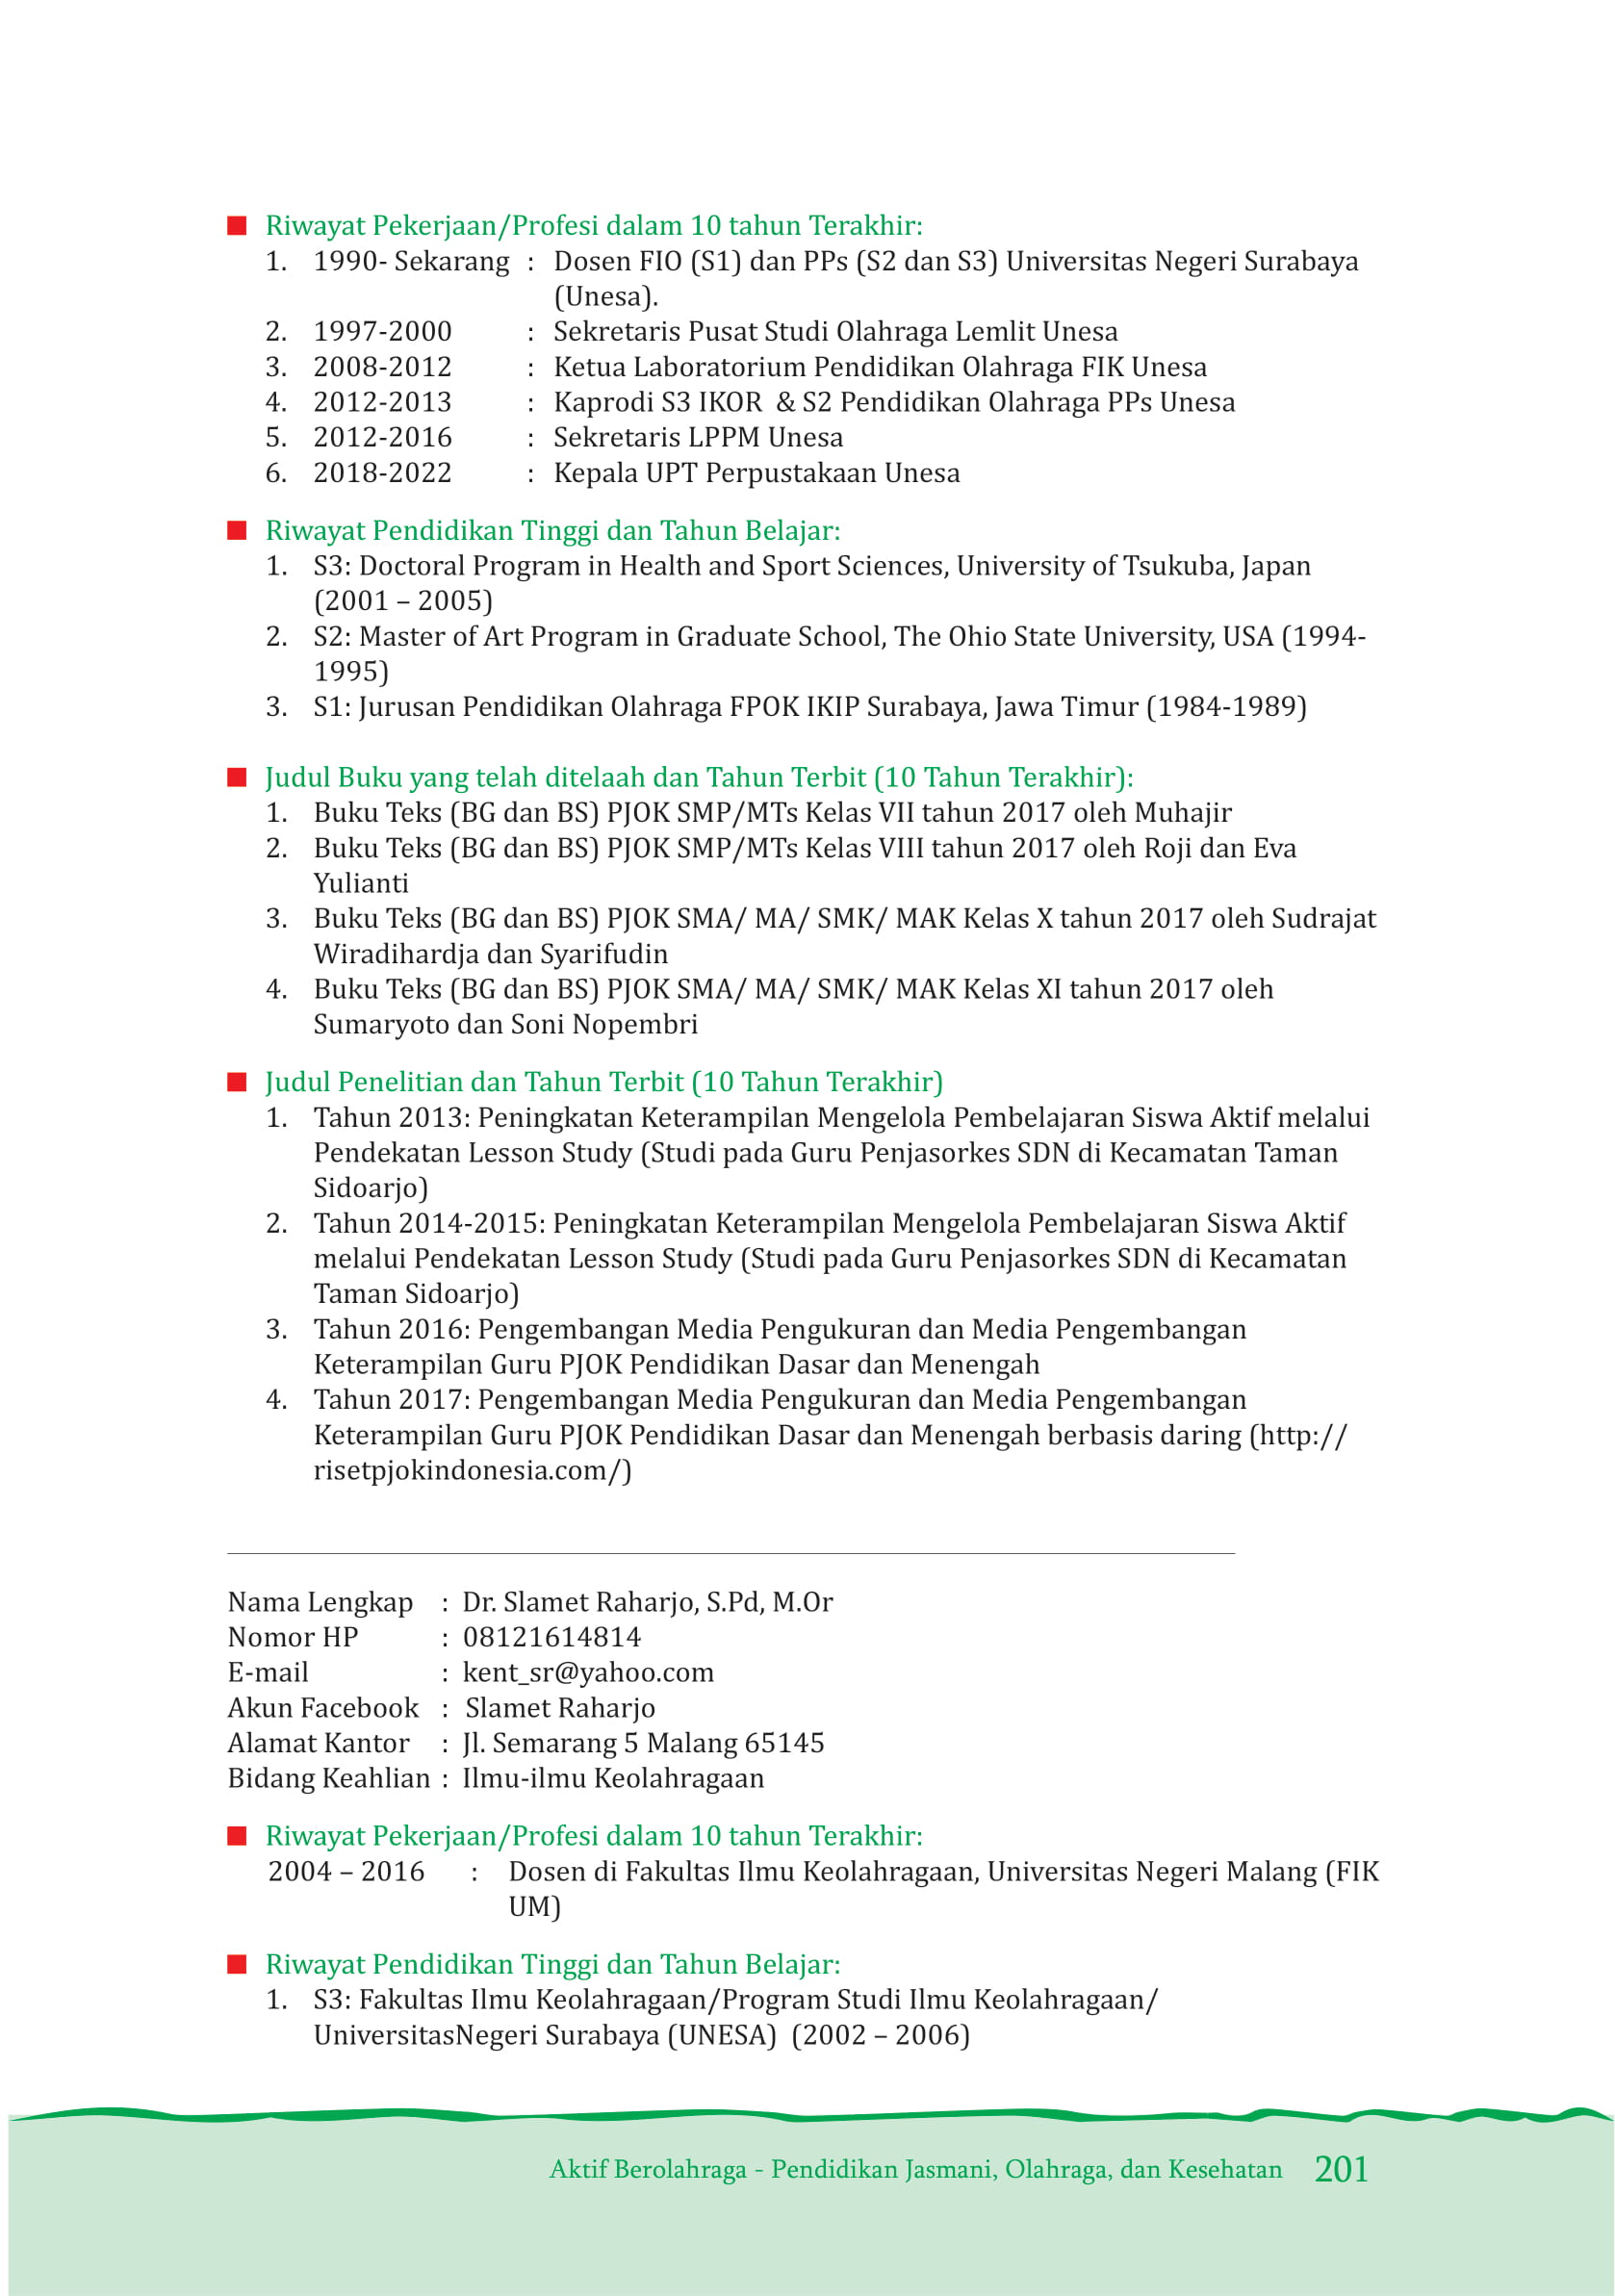 Riwayat Pekerjaan/Profesi dalam 10 tahun Terakhir:
1. 1990- Sekarang : Dosen FIO (S1) dan PPs (S2 dan S3) Universitas Negeri Surabaya
(Unesa).
2. 1997-2000 : Sekretaris Pusat Studi Olahraga Lemlit Unesa
3. 2008-2012 : Ketua Laboratorium Pendidikan Olahraga FIK Unesa
4. 2012-2013 : Kaprodi S3 IKOR & S2 Pendidikan Olahraga PPs Unesa
5. 2012-2016 : Sekretaris LPPM Unesa
6. 2018-2022 : Kepala UPT Perpustakaan Unesa
Riwayat Pendidikan Tinggi dan Tahun Belajar:
1. S3: Doctoral Program in Health and Sport Sciences, University of Tsukuba, Japan
(2001 – 2005)
2. S2: Master of Art Program in Graduate School, The Ohio State University, USA (1994-
1995)
3. S1: Jurusan Pendidikan Olahraga FPOK IKIP Surabaya, Jawa Timur (1984-1989)
Judul Buku yang telah ditelaah dan Tahun Terbit (10 Tahun Terakhir):
1. Buku Teks (BG dan BS) PJOK SMP/MTs Kelas VII tahun 2017 oleh Muhajir
2. Buku Teks (BG dan BS) PJOK SMP/MTs Kelas VIII tahun 2017 oleh Roji dan Eva
Yulianti
3. Buku Teks (BG dan BS) PJOK SMA/ MA/ SMK/ MAK Kelas X tahun 2017 oleh Sudrajat
Wiradihardja dan Syarifudin
4. Buku Teks (BG dan BS) PJOK SMA/ MA/ SMK/ MAK Kelas XI tahun 2017 oleh
Sumaryoto dan Soni Nopembri
Judul Penelitian dan Tahun Terbit (10 Tahun Terakhir)
1. Tahun 2013: Peningkatan Keterampilan Mengelola Pembelajaran Siswa Aktif melalui
Pendekatan Lesson Study (Studi pada Guru Penjasorkes SDN di Kecamatan Taman
Sidoarjo)
2. Tahun 2014-2015: Peningkatan Keterampilan Mengelola Pembelajaran Siswa Aktif
melalui Pendekatan Lesson Study (Studi pada Guru Penjasorkes SDN di Kecamatan
Taman Sidoarjo)
3. Tahun 2016: Pengembangan Media Pengukuran dan Media Pengembangan
Keterampilan Guru PJOK Pendidikan Dasar dan Menengah
4. Tahun 2017: Pengembangan Media Pengukuran dan Media Pengembangan
Keterampilan Guru PJOK Pendidikan Dasar dan Menengah berbasis daring (http://
risetpjokindonesia.com/)
Nama Lengkap : Dr. Slamet Raharjo, S.Pd, M.Or
Nomor HP : 08121614814
E-mail : kent_sr@yahoo.com
Akun Facebook : Slamet Raharjo
Alamat Kantor : Jl. Semarang 5 Malang 65145
Bidang Keahlian : Ilmu-ilmu Keolahragaan
Riwayat Pekerjaan/Profesi dalam 10 tahun Terakhir:
2004 – 2016 : Dosen di Fakultas Ilmu Keolahragaan, Universitas Negeri Malang (FIK
UM)
Riwayat Pendidikan Tinggi dan Tahun Belajar:
1. S3: Fakultas Ilmu Keolahragaan/Program Studi Ilmu Keolahragaan/
UniversitasNegeri Surabaya (UNESA) (2002 – 2006)
Aktif Berolahraga - Pendidikan Jasmani, Olahraga, dan Kesehatan 201